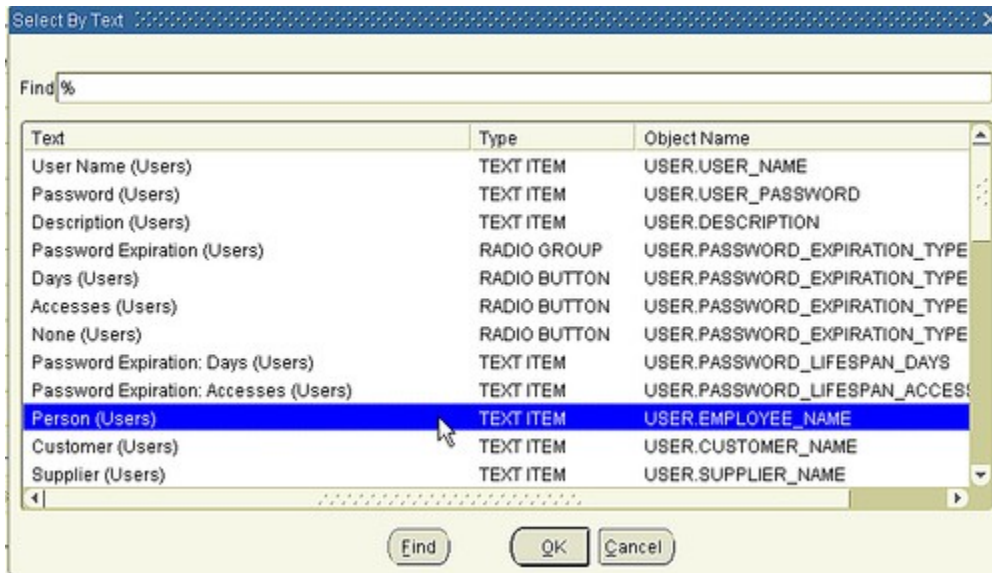 Select By Text
Find %
Text Type Object Name
User Name (Users) TEXT ITEM USER.USER_NAME
Password (Users) TEXT ITEM USER.USER_PASSWORD
Description (Users) TEXT ITEM USER.DESCRIPTION
Password Expiration (Users) RADIO GROUP USER.PASSWORD_EXPIRATION_TYPE
Days (Users) RADIO BUTTON USER.PASSWORD_EXPIRATION_TYPE
Accesses (Users) RADIO BUTTON USER.PASSWORD_EXPIRATION_TYPE
None (Users) RADIO BUTTON USER.PASSWORD_EXPIRATION_TYPE
Password Expiration: Days (Users) TEXT ITEM USER.PASSWORD_LIFESPAN_DAYS
Password Expiration: Accesses (Users) TEXT ITEM USER.PASSWORD_LIFESPAN_ACCESS
Person (Users) TEXT ITEM USER.EMPLOYEE_NAME
Customer (Users) TEXT ITEM USER.CUSTOMER_NAME
Supplier (Users) TEXT ITEM USER.SUPPLIER_NAME
Find OK Cancel